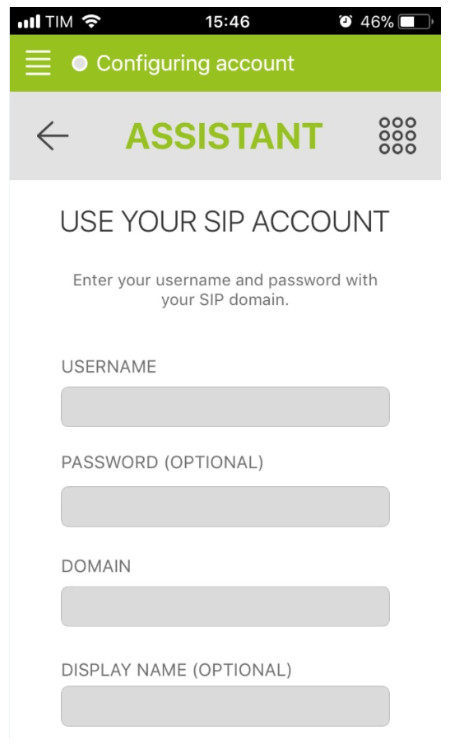 TIM 15:46 46%
Configuring account
ASSISTANT
USE YOUR SIP ACCOUNT
Enter your username and password with
your SIP domain.
USERNAME
PASSWORD (OPTIONAL)
DOMAIN
DISPLAY NAME (OPTIONAL)